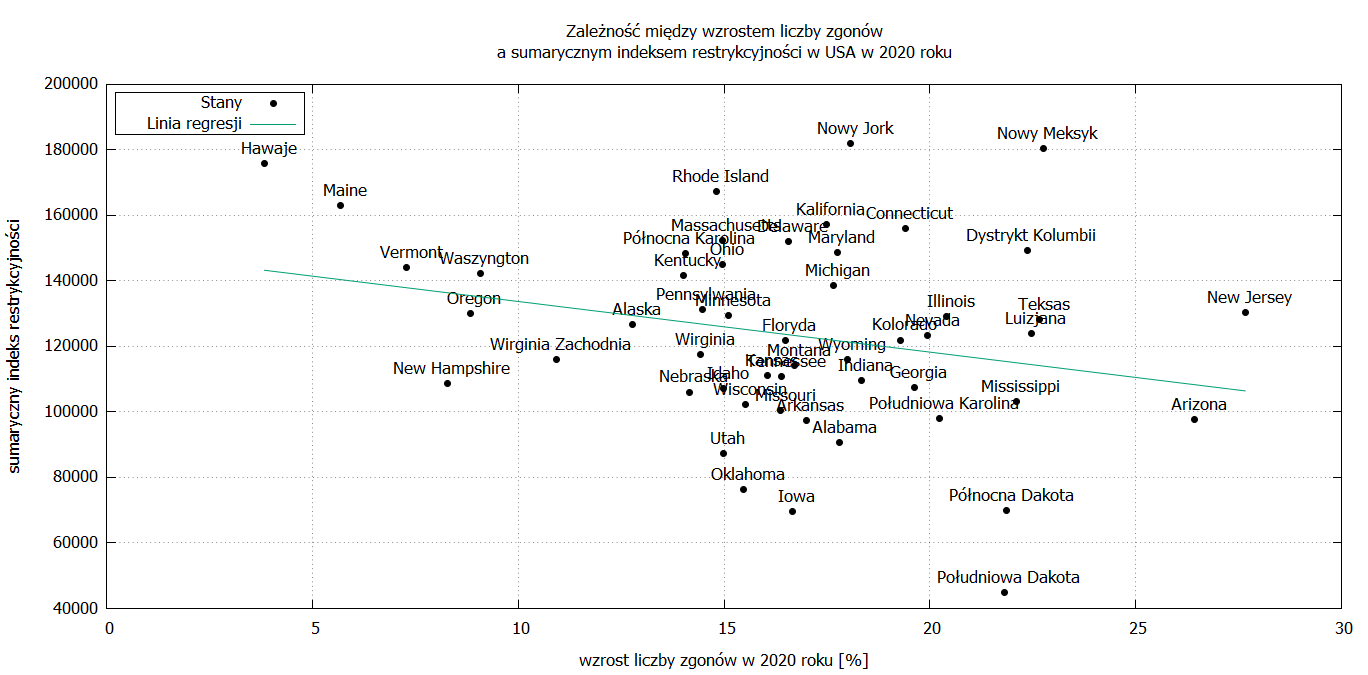 Zależność między wzrostem liczby zgonów
a sumarycznym indeksem restrykcyjności w USA w 2020 roku
200000
180000
160000
140000
120000
100000
80000
60000
40000
sumaryczny indeks restrykcyjności
Stany
Linia regresji
Hawaje
Nowy Jork
Nowy Meksyk
Rhode Island
Maine
Kalifornia
Connecticut
Massachusetts
Delaware
Północna Karolina
Maryland
Dystrykt Kolumbii
Ohio
Vermont
Waszyngton
Kentucky
Michigan
Pennsylwania
Oregon
Minnesota
Illinois
New Jersey
Alaska
Teksas
Luizjana
Floryda
Kolorado
Nevada
Wirginia
Wirginia Zachodnia
Wyoming
Montana
Kansas
Tennessee
New Hampshire
Indiana
Nebraska
Idaho
Georgia
Wisconsin
Missouri
Mississippi
Arkansas
Południowa Karolina
Arizona
Alabama
Utah
Oklahoma
Iowa
Północna Dakota
Południowa Dakota
0 5 10 15 20 25 30
wzrost liczby zgonów w 2020 roku [%]